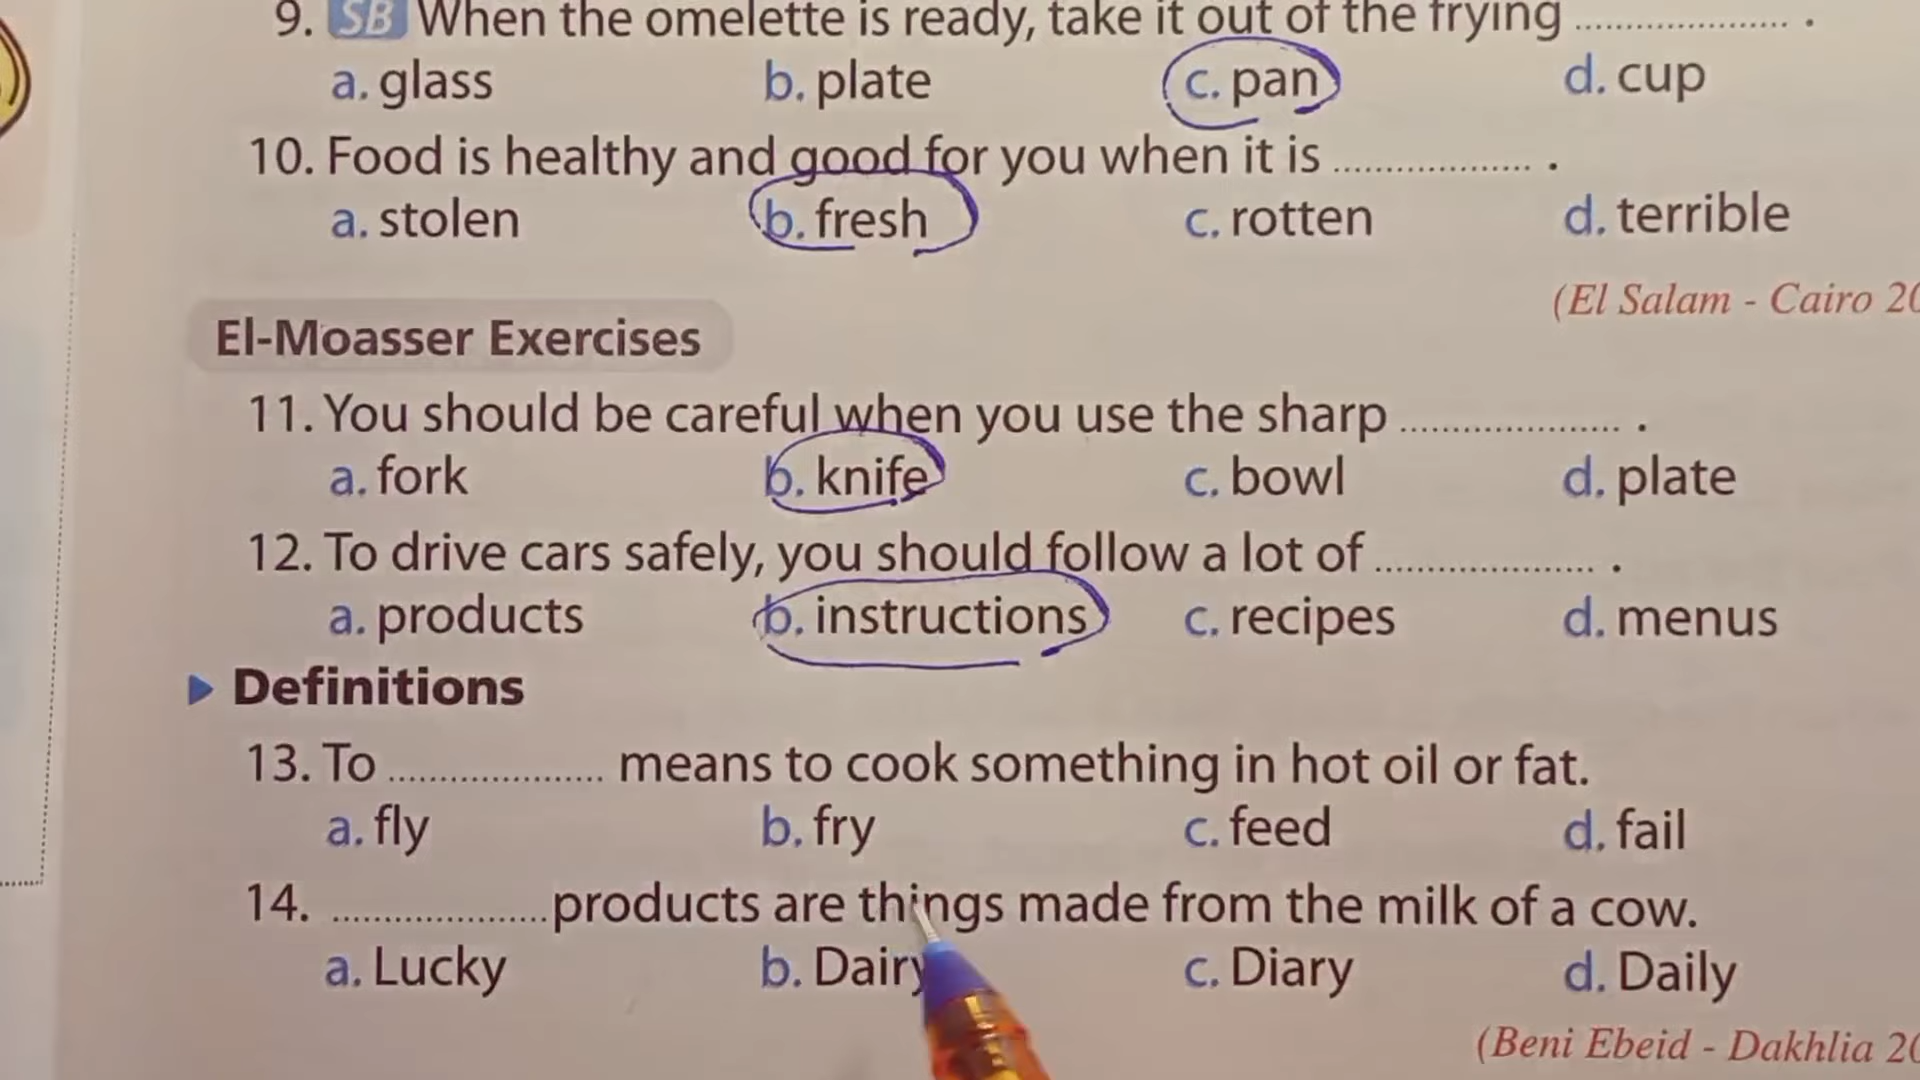 9. SB When the omelette is ready, take it out of the frying .................... .
a. glass b. plate c. pan d. cup
10. Food is healthy and good for you when it is .................... .
a. stolen b. fresh c. rotten d. terrible
(El Salam - Cairo 20
El-Moasser Exercises
11. You should be careful when you use the sharp .................... .
a. fork b. knife c. bowl d. plate
12. To drive cars safely, you should follow a lot of .................... .
a. products b. instructions c. recipes d. menus
Definitions
13. To .................... means to cook something in hot oil or fat.
a. fly b. fry c. feed d. fail
14. .................... products are things made from the milk of a cow.
a. Lucky b. Dairy c. Diary d. Daily
(Beni Ebeid - Dakhlia 20